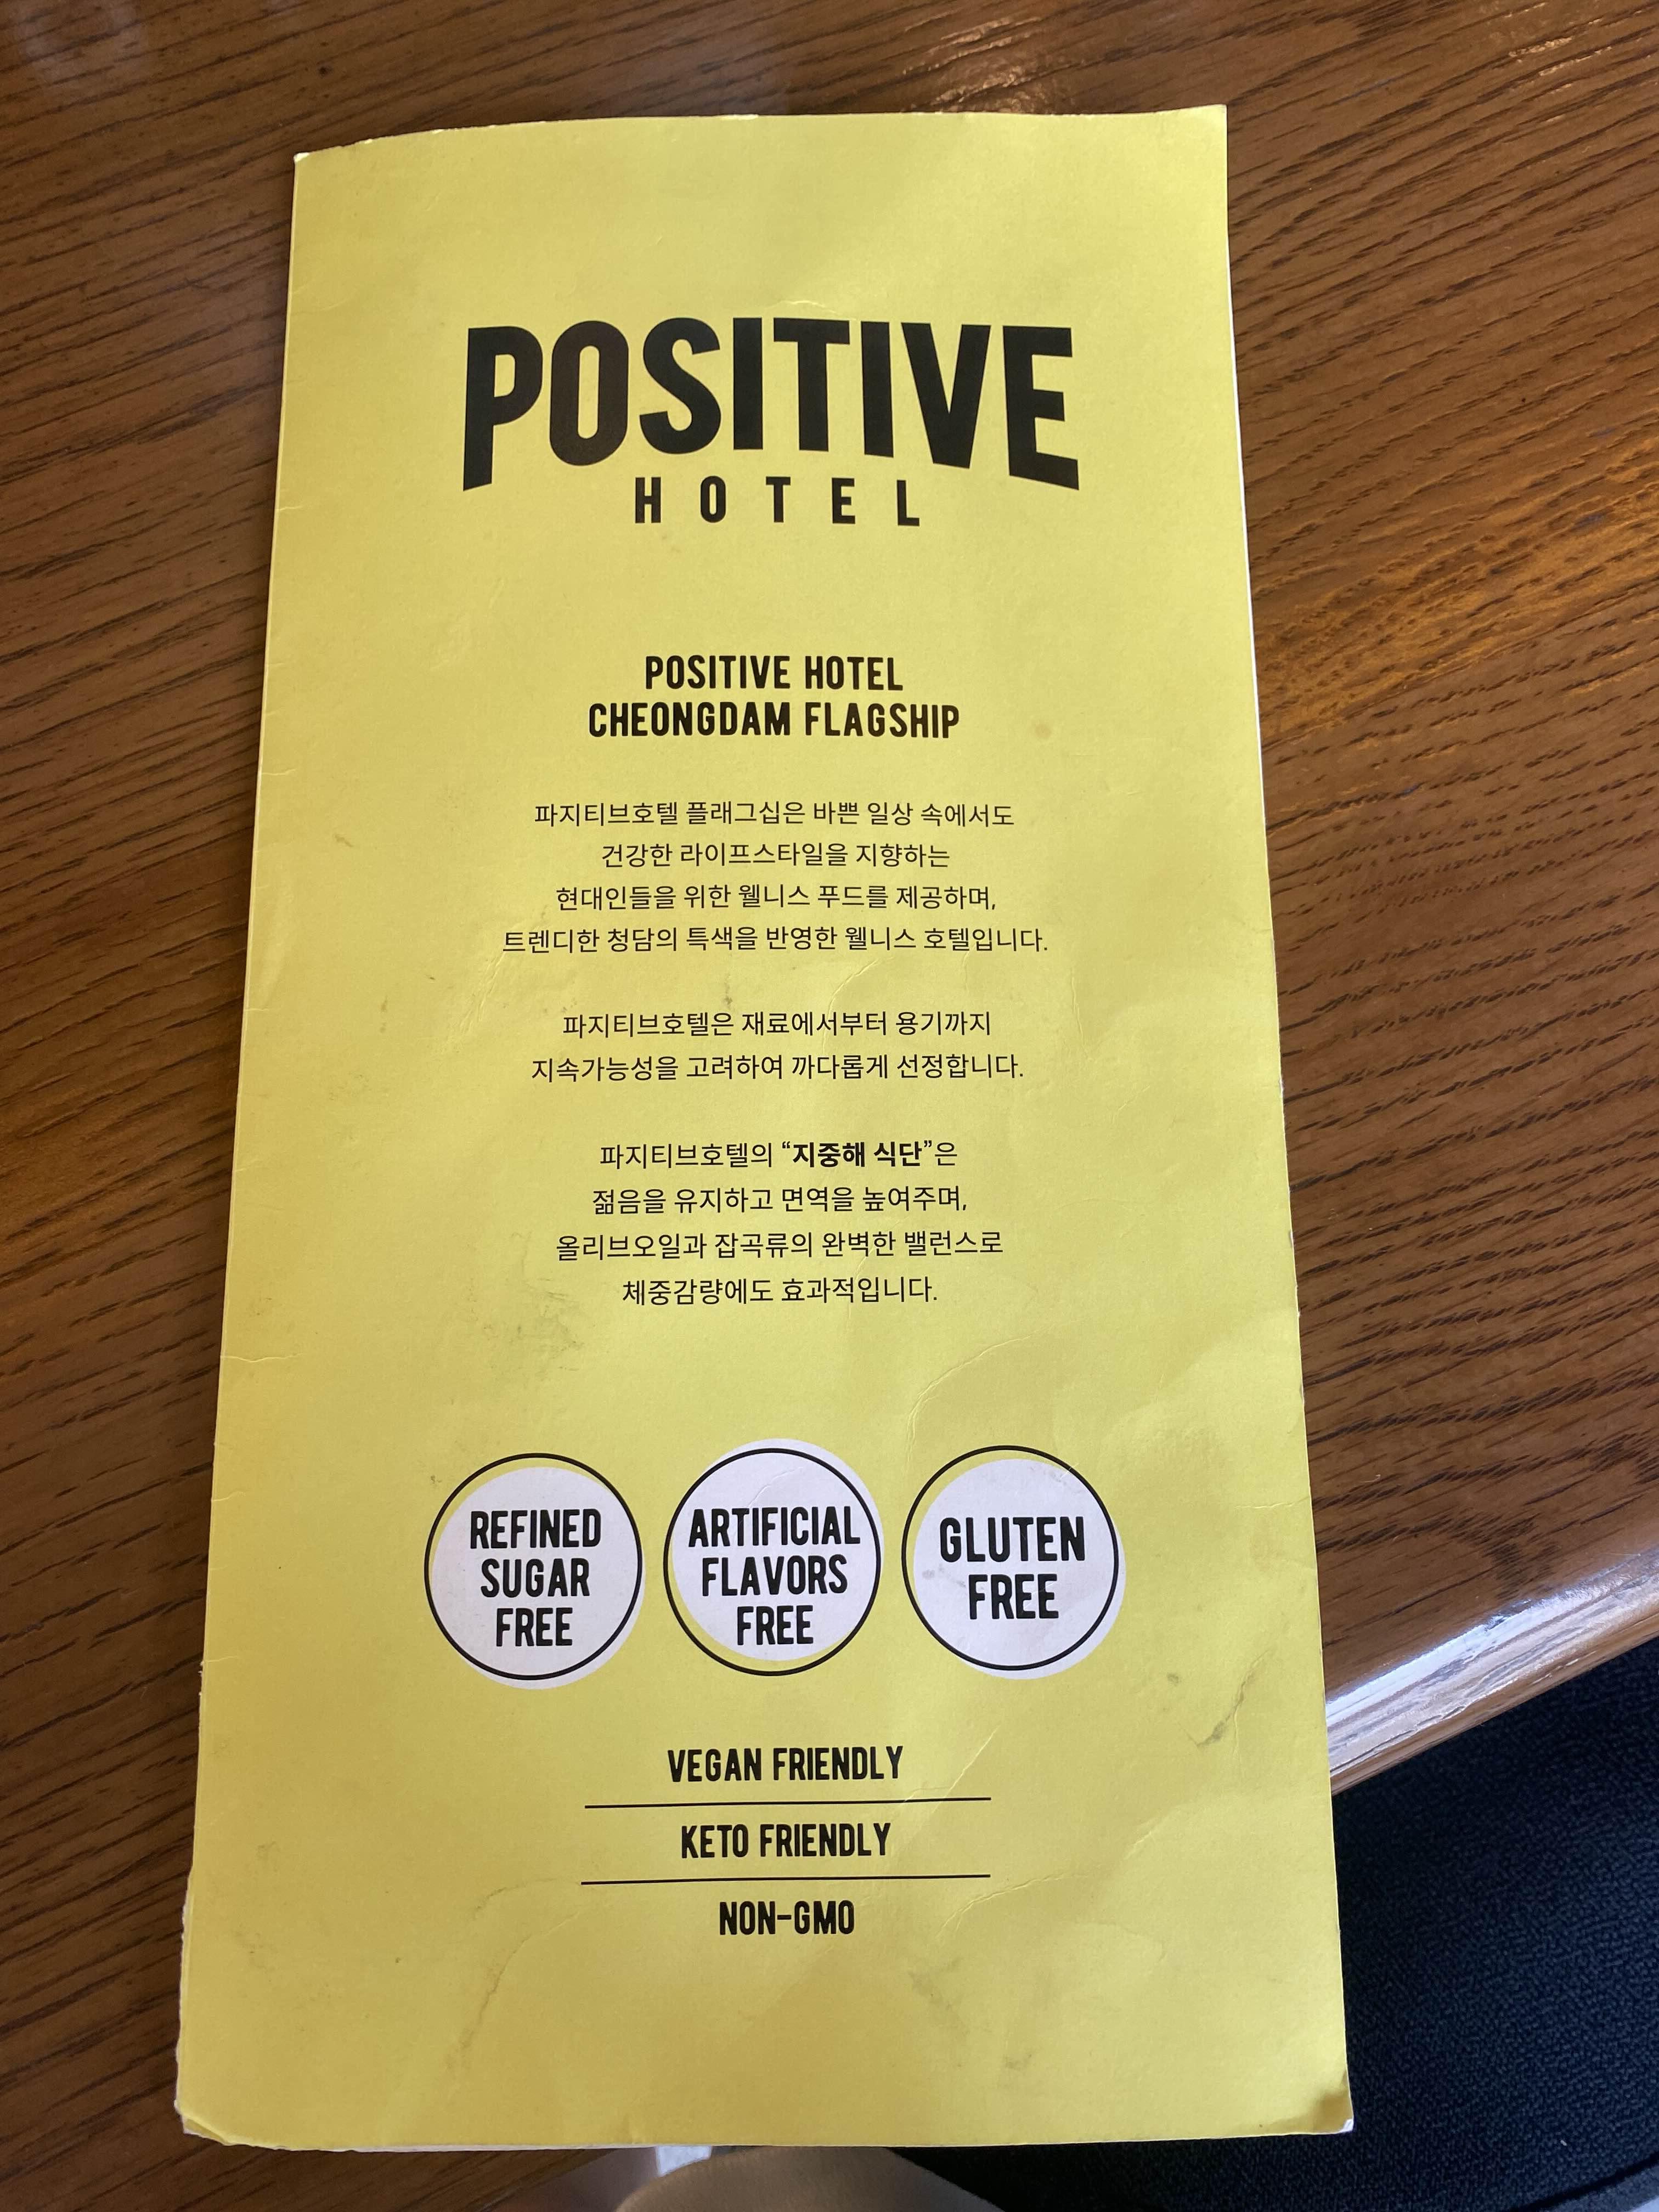 POSITIVE
HOTEL
POSITIVE HOTEL
CHEONGDAM FLAGSHIP
파지티브호텔 플래그십은 바쁜 일상 속에서도
건강한 라이프스타일을 지향하는
현대인들을 위한 웰니스 푸드를 제공하며,
트렌디한 청담의 특색을 반영한 웰니스 호텔입니다.
파지티브호텔은 재료에서부터 용기까지
지속가능성을 고려하여 까다롭게 선정합니다.
파지티브호텔의 “지중해 식단”은
젊음을 유지하고 면역을 높여주며,
올리브오일과 잡곡류의 완벽한 밸런스로
체중감량에도 효과적입니다.
REFINED
SUGAR
FREE
ARTIFICIAL
FLAVORS
FREE
GLUTEN
FREE
VEGAN FRIENDLY
KETO FRIENDLY
NON-GMO